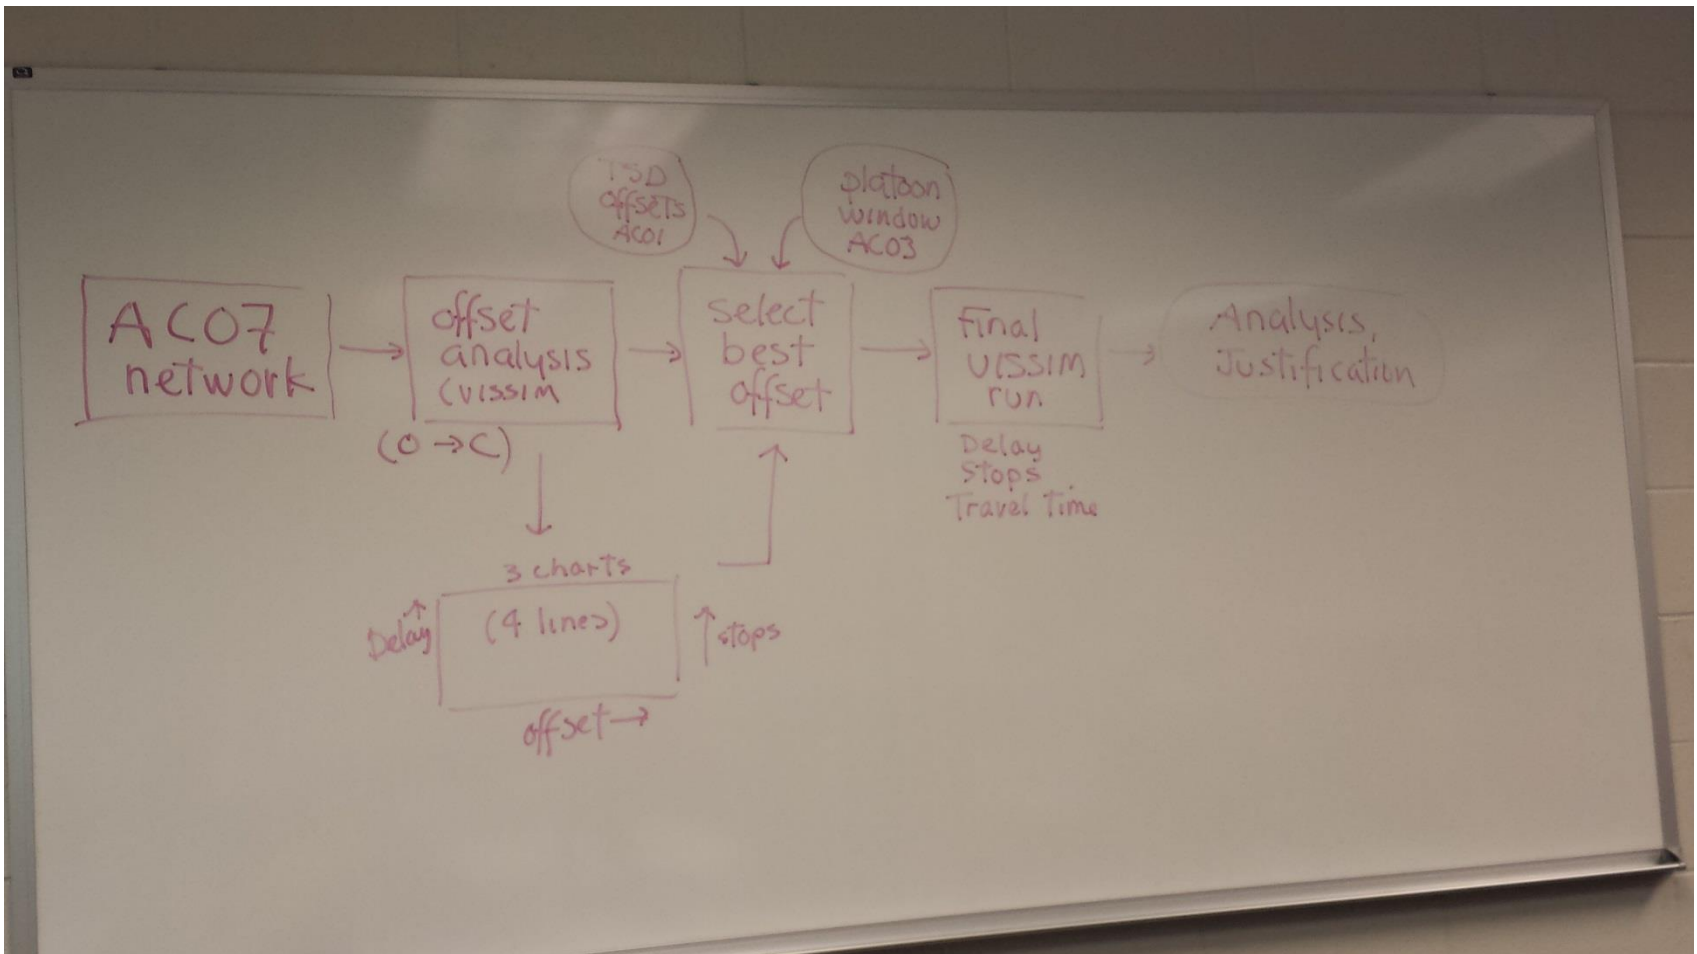 TSD
offsets
AC01
platoon
window
AC03
AC07
network
offset
analysis
(VISSIM
(0→C)
select
best
offset
Final
VISSIM
run
Delay
Stops
Travel Time
Analysis,
Justification
3 charts
(4 lines)
Delay
↑
↑stops
offset→